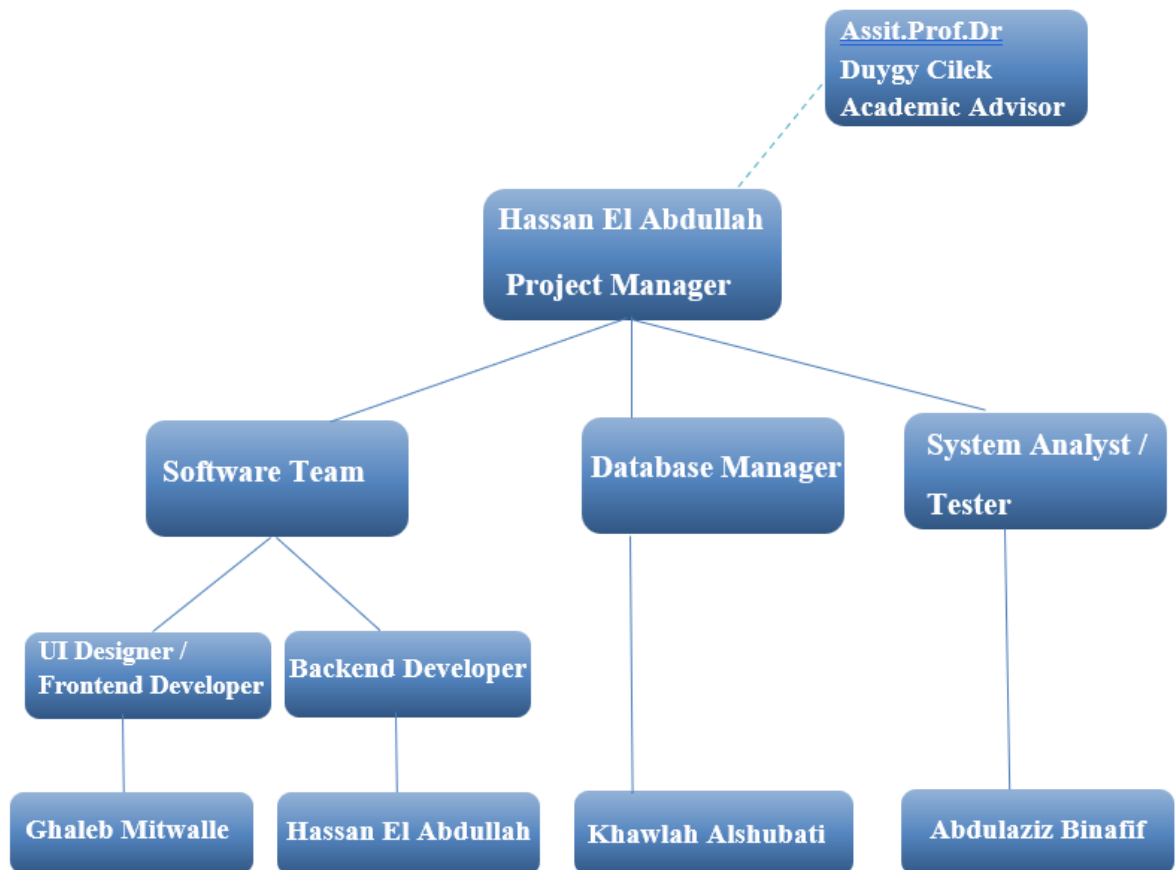 Assit.Prof.Dr
Duygy Cilek
Academic Advisor
Hassan El Abdullah
Project Manager
Software Team
Database Manager
System Analyst /
Tester
UI Designer /
Frontend Developer
Backend Developer
Ghaleb Mitwalle
Hassan El Abdullah
Khawlah Alshubati
Abdulaziz Binafif